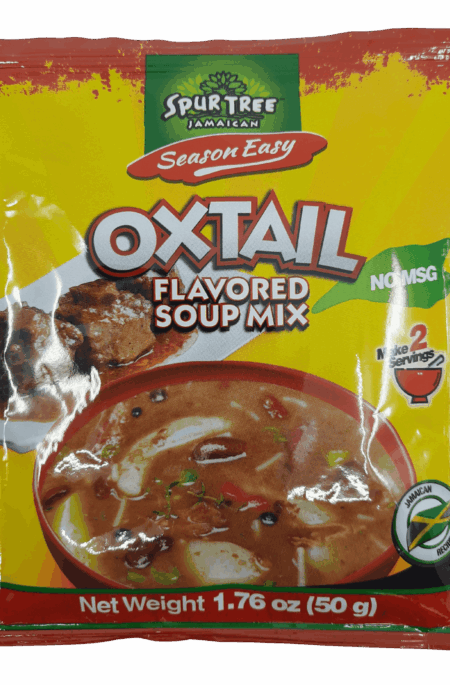 SPUR TREE
JAMAICAN
Season Easy
OXTAIL
FLAVORED
SOUP MIX
NO MSG
Make 2
Servings
JAMAICAN
Net Weight 1.76 oz (50 g)